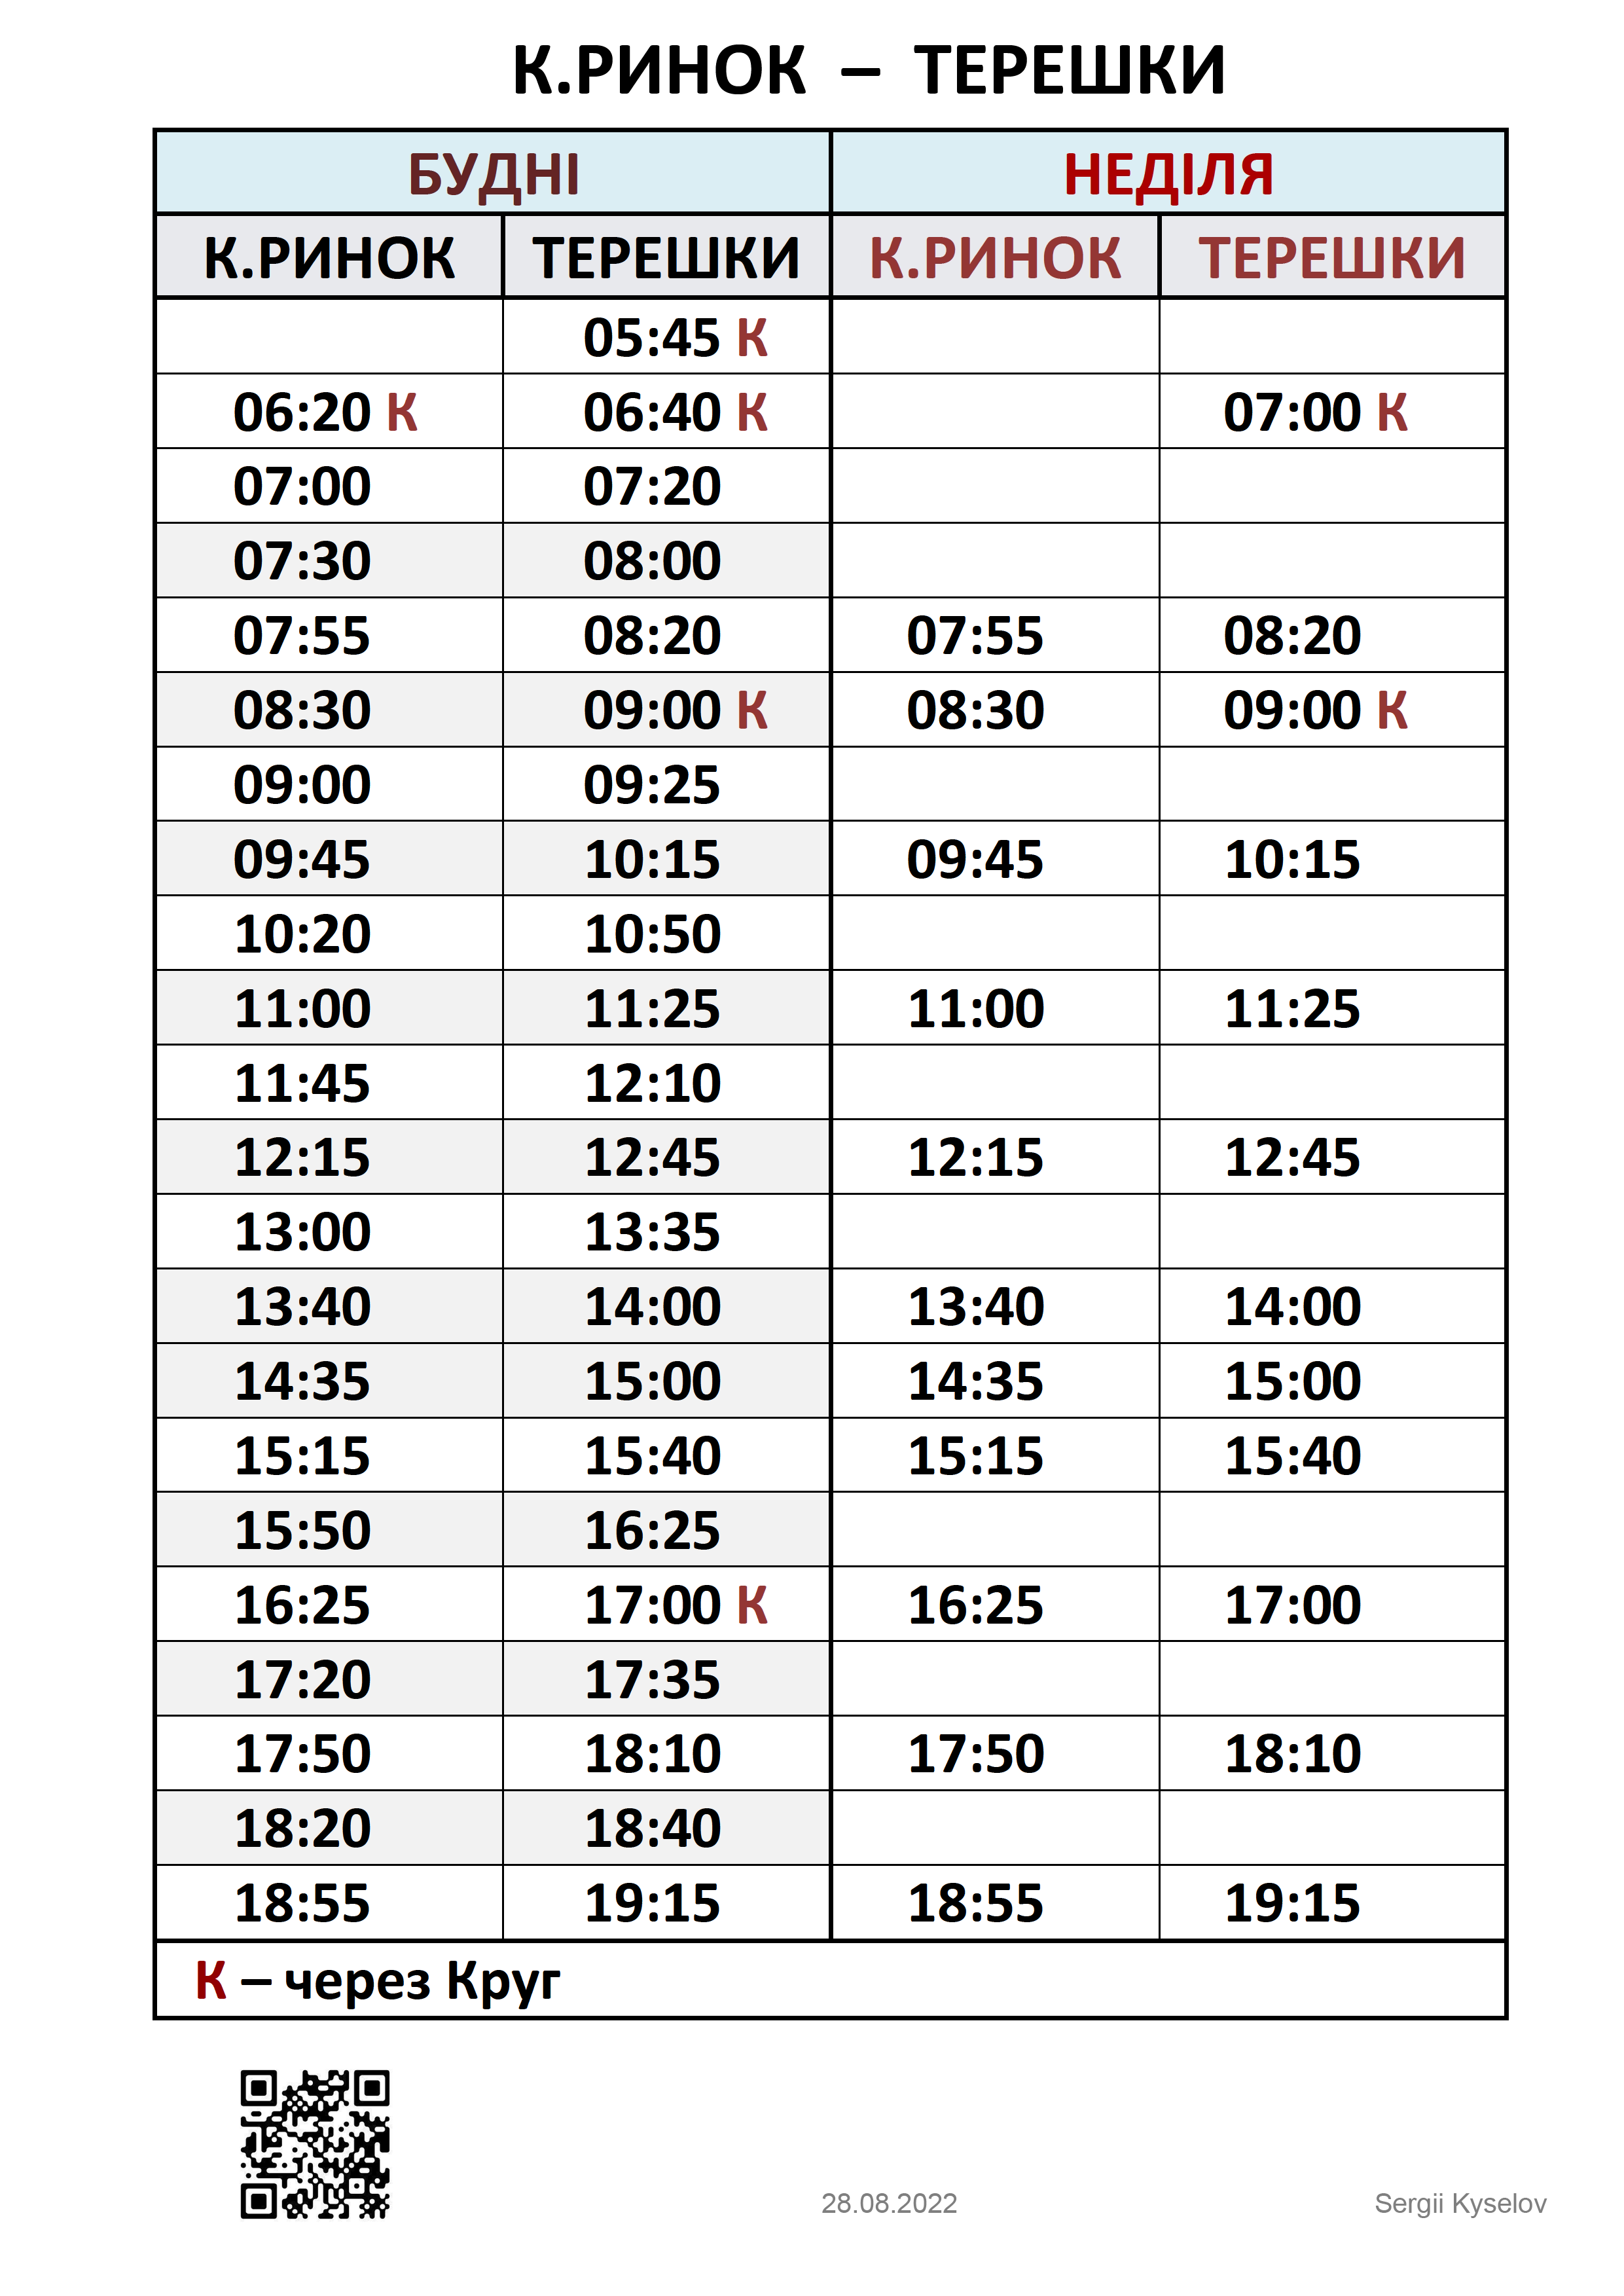 К.РИНОК – ТЕРЕШКИ
БУДНІ НЕДІЛЯ
К.РИНОК ТЕРЕШКИ К.РИНОК ТЕРЕШКИ
05:45 К
06:20 К 06:40 К 07:00 К
07:00 07:20
07:30 08:00
07:55 08:20 07:55 08:20
08:30 09:00 К 08:30 09:00 К
09:00 09:25
09:45 10:15 09:45 10:15
10:20 10:50
11:00 11:25 11:00 11:25
11:45 12:10
12:15 12:45 12:15 12:45
13:00 13:35
13:40 14:00 13:40 14:00
14:35 15:00 14:35 15:00
15:15 15:40 15:15 15:40
15:50 16:25
16:25 17:00 К 16:25 17:00
17:20 17:35
17:50 18:10 17:50 18:10
18:20 18:40
18:55 19:15 18:55 19:15
К – через Круг
28.08.2022 Sergii Kyselov